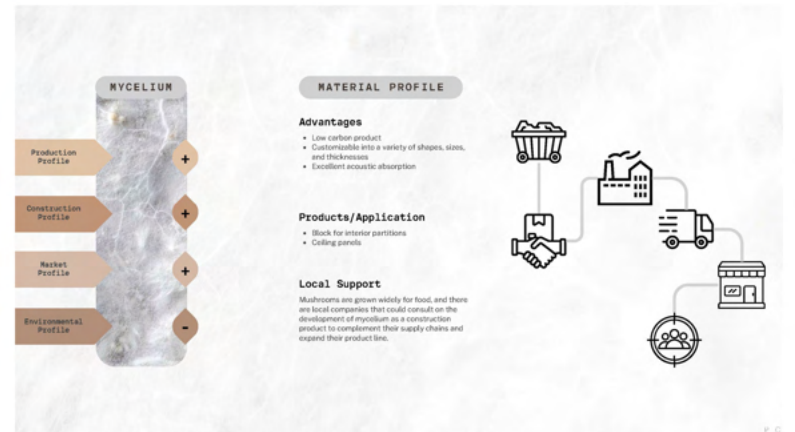 MYCELIUM
Production
Profile
+
Construction
Profile
+
Market
Profile
+
Environmental
Profile
-
MATERIAL PROFILE
Advantages
• Low carbon product
• Customizable into a variety of shapes, sizes,
and thicknesses
• Excellent acoustic absorption
Products/Application
• Block for interior partitions
• Ceiling panels
Local Support
Mushrooms are grown widely for food, and there
are local companies that could consult on the
development of mycelium as a construction
product to complement their supply chains and
expand their product line.